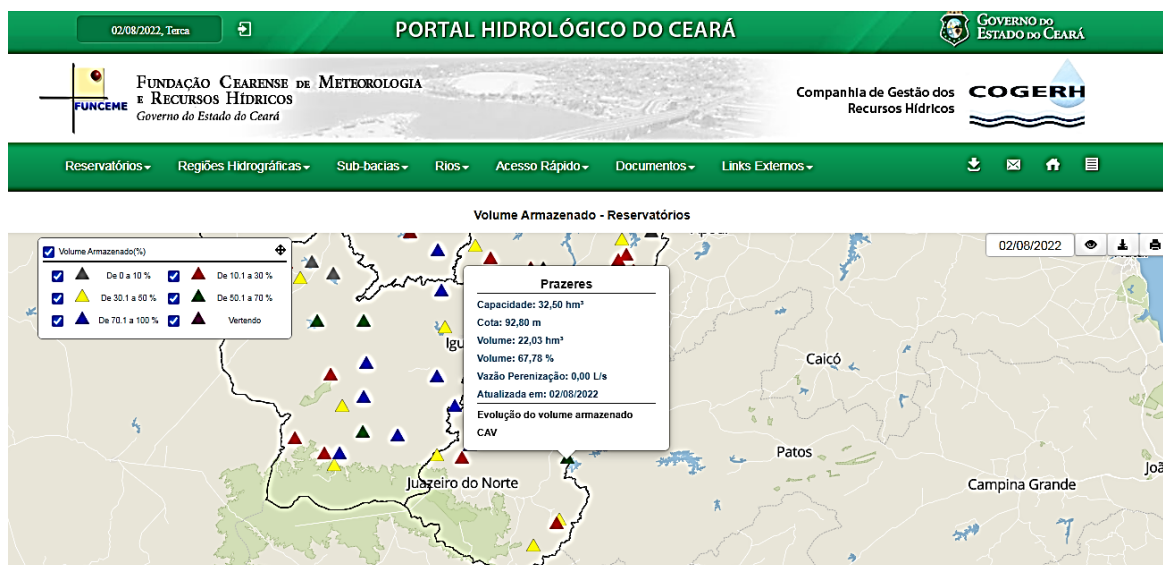 02/08/2022, Terca
PORTAL HIDROLÓGICO DO CEARÁ
GOVERNO DO
ESTADO DO CEARÁ
FUNCEME
FUNDAÇÃO CEARENSE DE METEOROLOGIA
E RECURSOS HÍDRICOS
Governo do Estado do Ceará
Companhia de Gestão dos
Recursos Hídricos
COGERH
Reservatórios
Regiões Hidrográficas
Sub-bacias
Rios
Acesso Rápido
Documentos
Links Externos
Volume Armazenado - Reservatórios
Volume Armazenado(%)
De 0 a 10 %
De 10.1 a 30 %
De 30.1 a 50 %
De 50.1 a 70 %
De 70.1 a 100 %
Vertendo
02/08/2022
Prazeres
Capacidade: 32,50 hm³
Cota: 92,80 m
Volume: 22,03 hm³
Volume: 67,78 %
Vazão Perenização: 0,00 L/s
Atualizada em: 02/08/2022
Evolução do volume armazenado
CAV
Igu
Caicó
Patos
Juazeiro do Norte
Campina Grande
Joã